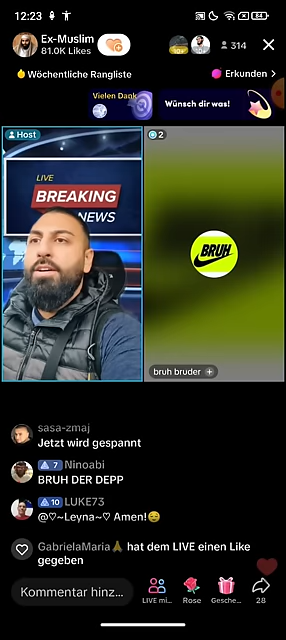 12:23
84
Ex-Muslim
81.0K Likes
314
Wöchentliche Rangliste
Erkunden >
Vielen Dank
Wünsch dir was!
Host
2
LIVE
BREAKING
NEWS
BRUH
bruh bruder +
sasa-zmaj
Jetzt wird gespannt
7 Ninoabi
BRUH DER DEPP
10 LUKE73
@♡~Leyna~♡ Amen!😌
GabrielaMaria🙏 hat dem LIVE einen Like
gegeben
Kommentar hinz...
LIVE mi...
Rose
Gesche...
28